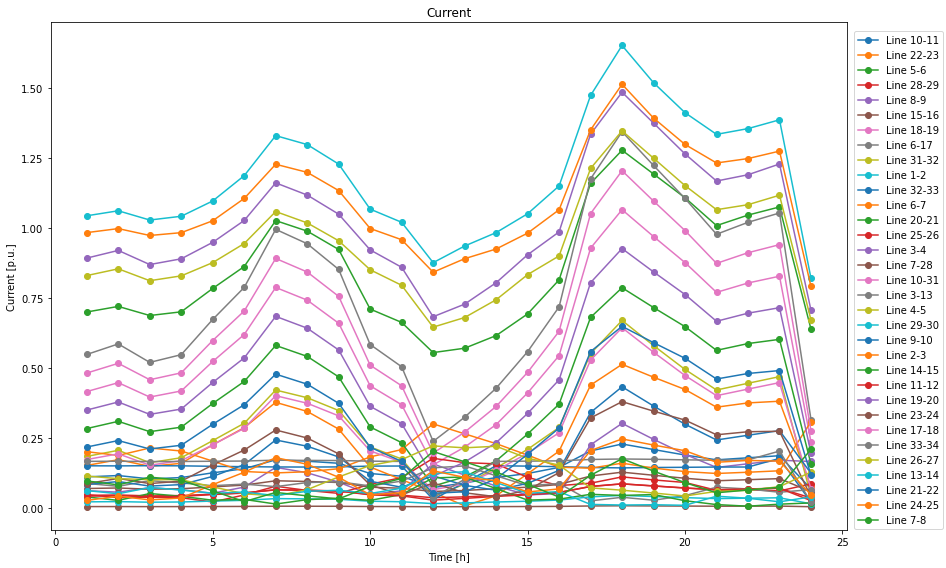 Current
1.50
1.25
1.00
0.75
0.50
0.25
0.00
Current [p.u.]
0
5
10
15
20
25
Time [h]
Line 10-11
Line 22-23
Line 5-6
Line 28-29
Line 8-9
Line 15-16
Line 18-19
Line 6-17
Line 31-32
Line 1-2
Line 32-33
Line 6-7
Line 20-21
Line 25-26
Line 3-4
Line 7-28
Line 10-31
Line 3-13
Line 4-5
Line 29-30
Line 9-10
Line 2-3
Line 14-15
Line 11-12
Line 19-20
Line 23-24
Line 17-18
Line 33-34
Line 26-27
Line 13-14
Line 21-22
Line 24-25
Line 7-8